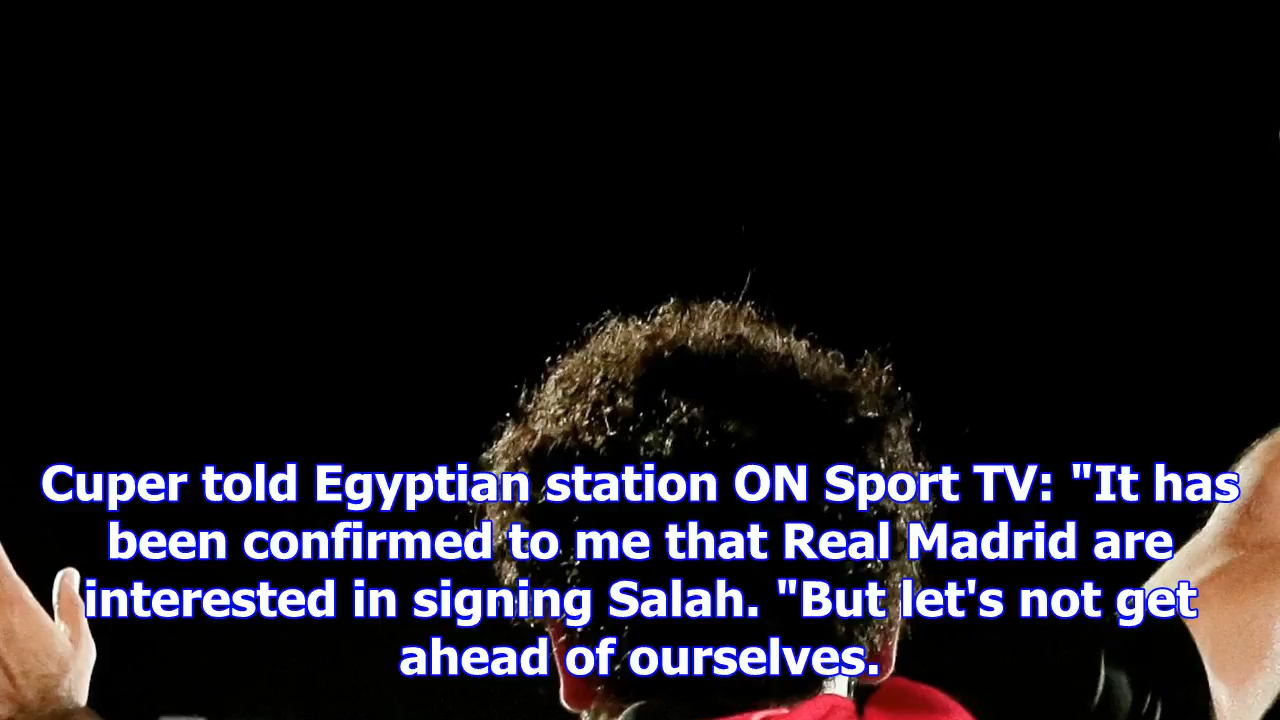 Cuper told Egyptian station ON Sport TV: "It has
been confirmed to me that Real Madrid are
interested in signing Salah. "But let's not get
ahead of ourselves.